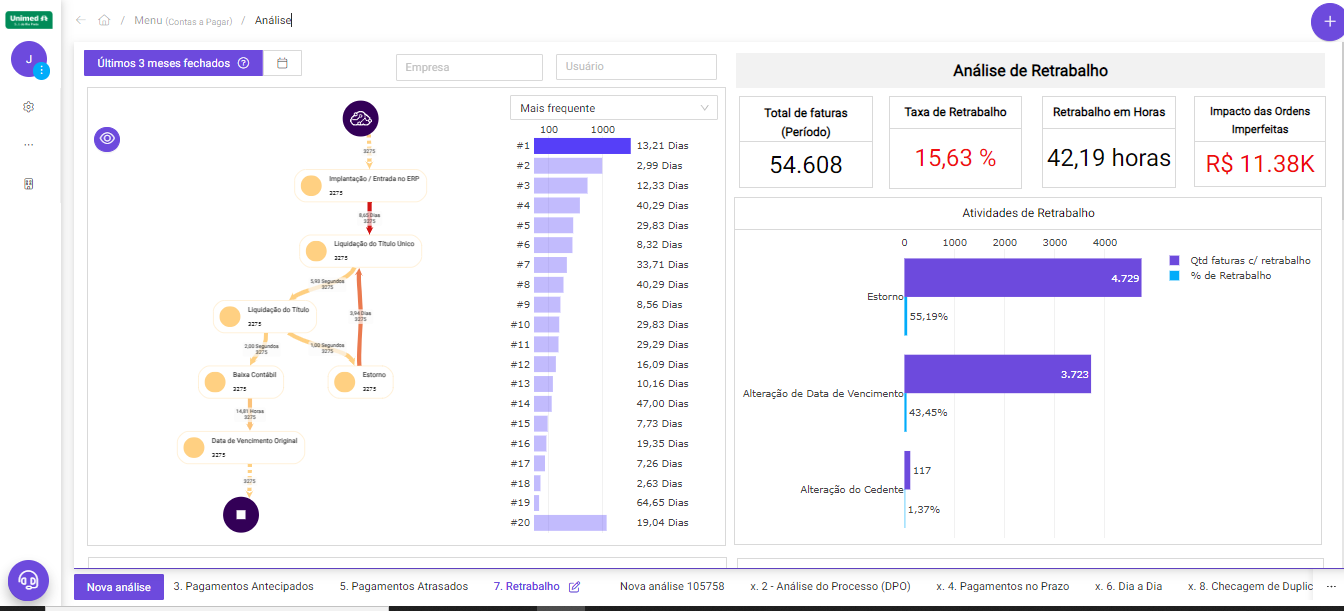 Unimed
← / Menu (Contas a Pagar) / Análise
+
J
Últimos 3 meses fechados
Empresa
Usuário
Mais frequente
100 1000
#1 13,21 Dias
#2 2,99 Dias
#3 12,33 Dias
#4 40,29 Dias
#5 29,83 Dias
#6 8,32 Dias
#7 33,71 Dias
#8 40,29 Dias
#9 8,56 Dias
#10 29,83 Dias
#11 29,29 Dias
#12 16,09 Dias
#13 10,16 Dias
#14 47,00 Dias
#15 7,73 Dias
#16 19,35 Dias
#17 7,26 Dias
#18 2,63 Dias
#19 64,65 Dias
#20 19,04 Dias
3275
Implantação / Entrada no ERP
3275
8,65 Dias
3275
Liquidação do Título Unico
3275
5,90 Segundos
3275
3,94 Dias
3275
Liquidação do Título
3275
2,00 Segundos
3275
1,00 Segundos
3275
Baixa Contábil
3275
Estorno
3275
14,81 Horas
3275
Data de Vencimento Original
3275
3275
Análise de Retrabalho
Total de faturas
(Período)
54.608
Taxa de Retrabalho
15,63 %
Retrabalho em Horas
42,19 horas
Impacto das Ordens
Imperfeitas
R$ 11.38K
Atividades de Retrabalho
0 1000 2000 3000 4000
Estorno
4.729
55,19%
Alteração de Data de Vencimento
3.723
43,45%
Alteração do Cedente
117
1,37%
Qtd faturas c/ retrabalho
% de Retrabalho
Nova análise
3. Pagamentos Antecipados
5. Pagamentos Atrasados
7. Retrabalho
Nova análise 105758
x. 2 - Análise do Processo (DPO)
x. 4. Pagamentos no Prazo
x. 6. Dia a Dia
x. 8. Checagem de Duplic
...